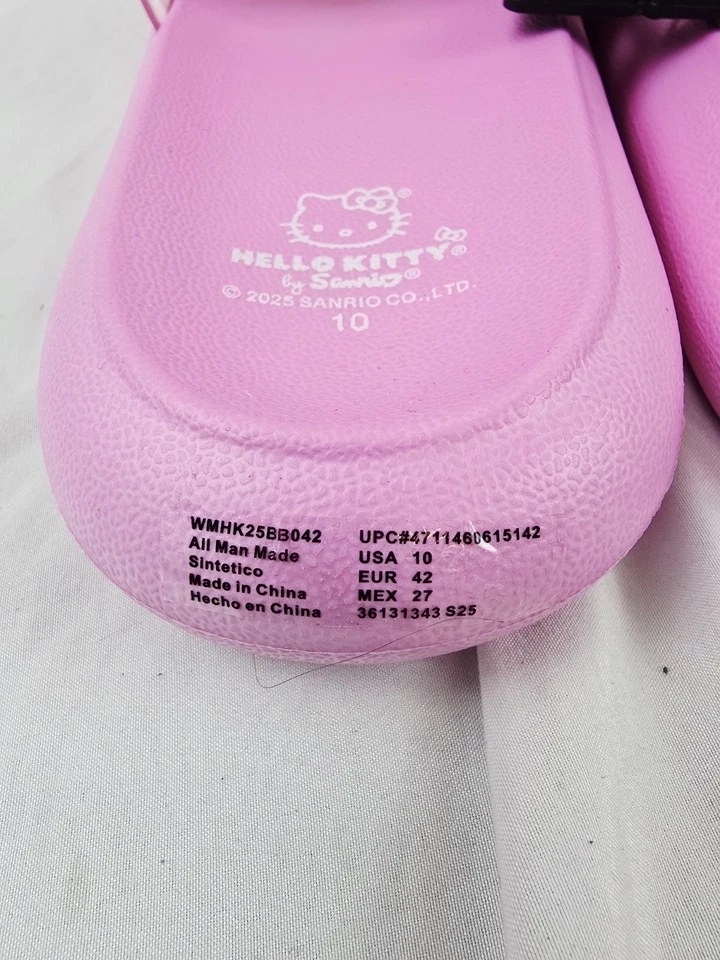 HELLO KITTY®
by Sanrio®
© 2025 SANRIO CO., LTD.
10
WMHK25BB042
All Man Made
Sintetico
Made in China
Hecho en China
UPC#4711460615142
USA 10
EUR 42
MEX 27
36131343 S25